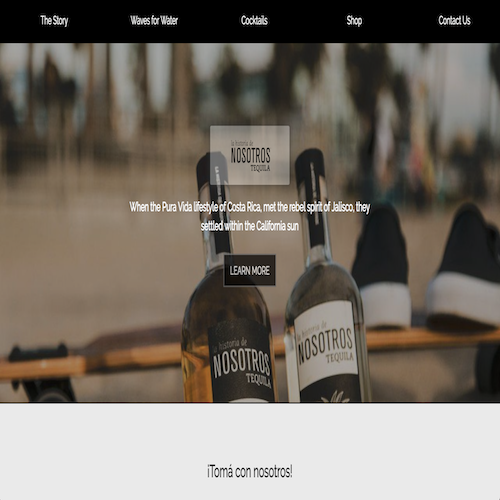 The Story Waves for Water Cocktails Shop Contact Us
la historia de
NOSOTROS
TEQUILA
When the Pura Vida lifestyle of Costa Rica, met the rebel spirit of Jalisco, they
settled within the California sun
LEARN MORE
la historia de
NOSOTROS
TEQUILA
la historia de
NOSOTROS
TEQUILA
¡Tomá con nosotros!